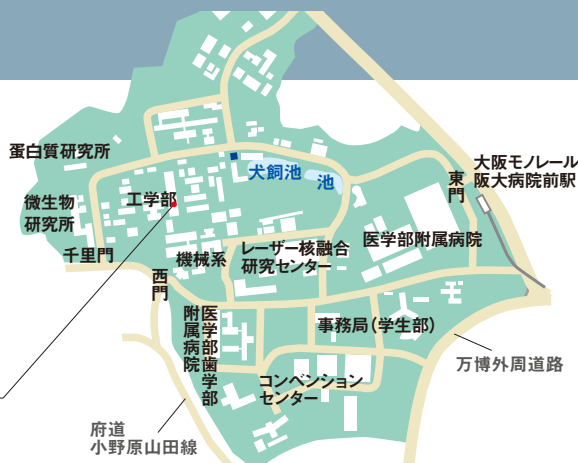 蛋白質研究所
微生物
研究所
工学部
犬飼池
池
大阪モノレール
阪大病院前駅
東門
千里門
西門
機械系
レーザー核融合
研究センター
医学部附属病院
医学部歯学部
附属病院
事務局(学生部)
万博外周道路
コンベンション
センター
府道
小野原山田線